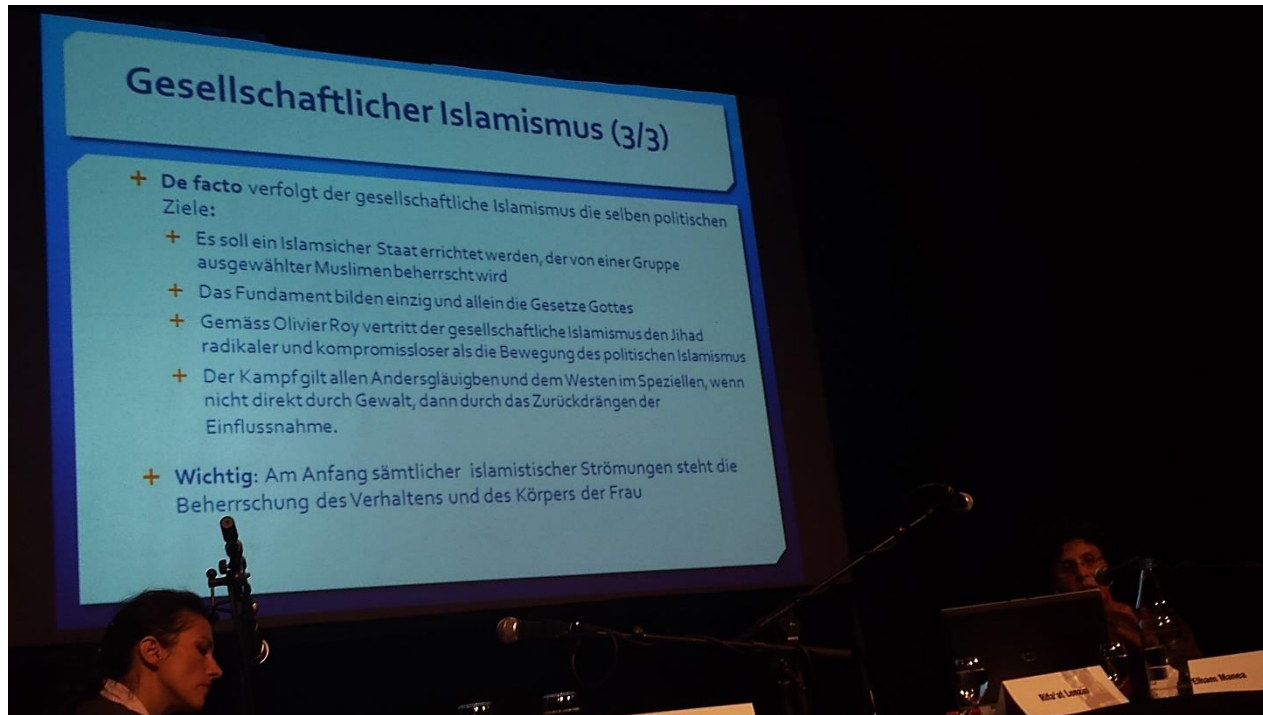 Gesellschaftlicher Islamismus (3/3)
+ De facto verfolgt der gesellschaftliche Islamismus die selben politischen
Ziele:
+ Es soll ein Islamsicher Staat errichtet werden, der von einer Gruppe
ausgewählter Muslimen beherrscht wird
+ Das Fundament bilden einzig und allein die Gesetze Gottes
+ Gemäss Olivier Roy vertritt der gesellschaftliche Islamismus den Jihad
radikaler und kompromissloser als die Bewegung des politischen Islamismus
+ Der Kampf gilt allen Andersgläuigben und dem Westen im Speziellen, wenn
nicht direkt durch Gewalt, dann durch das Zurückdrängen der
Einflussnahme.
+ Wichtig: Am Anfang sämtlicher islamistischer Strömungen steht die
Beherrschung des Verhaltens und des Körpers der Frau
Rifa'at Lenzin
Elham Manea